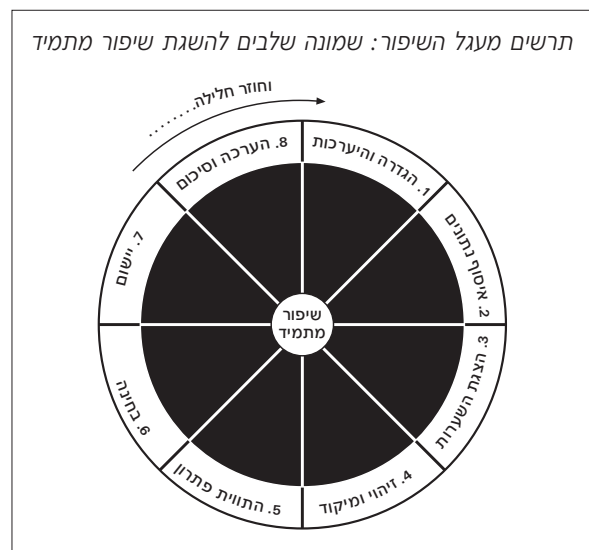 תרשים מעגל השיפור: שמונה שלבים להשגת שיפור מתמיד
וחוזר חלילה........
1. הגדרה והיערכות
2. איסוף נתונים
3. הצגת השערות
4. זיהוי ומיקוד
5. התווית פתרון
6. בחינה
7. יישום
8. הערכה וסיכום
שיפור
מתמיד